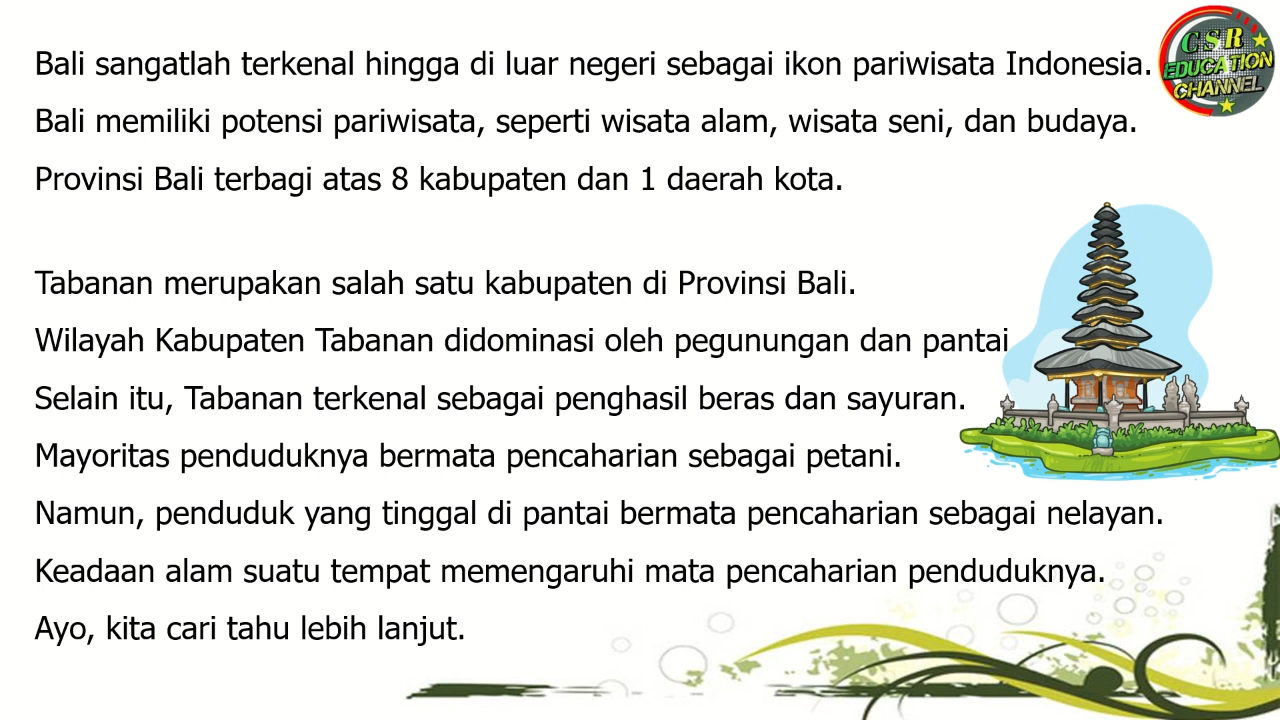 Bali sangatlah terkenal hingga di luar negeri sebagai ikon pariwisata Indonesia.
Bali memiliki potensi pariwisata, seperti wisata alam, wisata seni, dan budaya.
Provinsi Bali terbagi atas 8 kabupaten dan 1 daerah kota.
Tabanan merupakan salah satu kabupaten di Provinsi Bali.
Wilayah Kabupaten Tabanan didominasi oleh pegunungan dan pantai
Selain itu, Tabanan terkenal sebagai penghasil beras dan sayuran.
Mayoritas penduduknya bermata pencaharian sebagai petani.
Namun, penduduk yang tinggal di pantai bermata pencaharian sebagai nelayan.
Keadaan alam suatu tempat memengaruhi mata pencaharian penduduknya.
Ayo, kita cari tahu lebih lanjut.
CSR
EDUCATION
CHANNEL